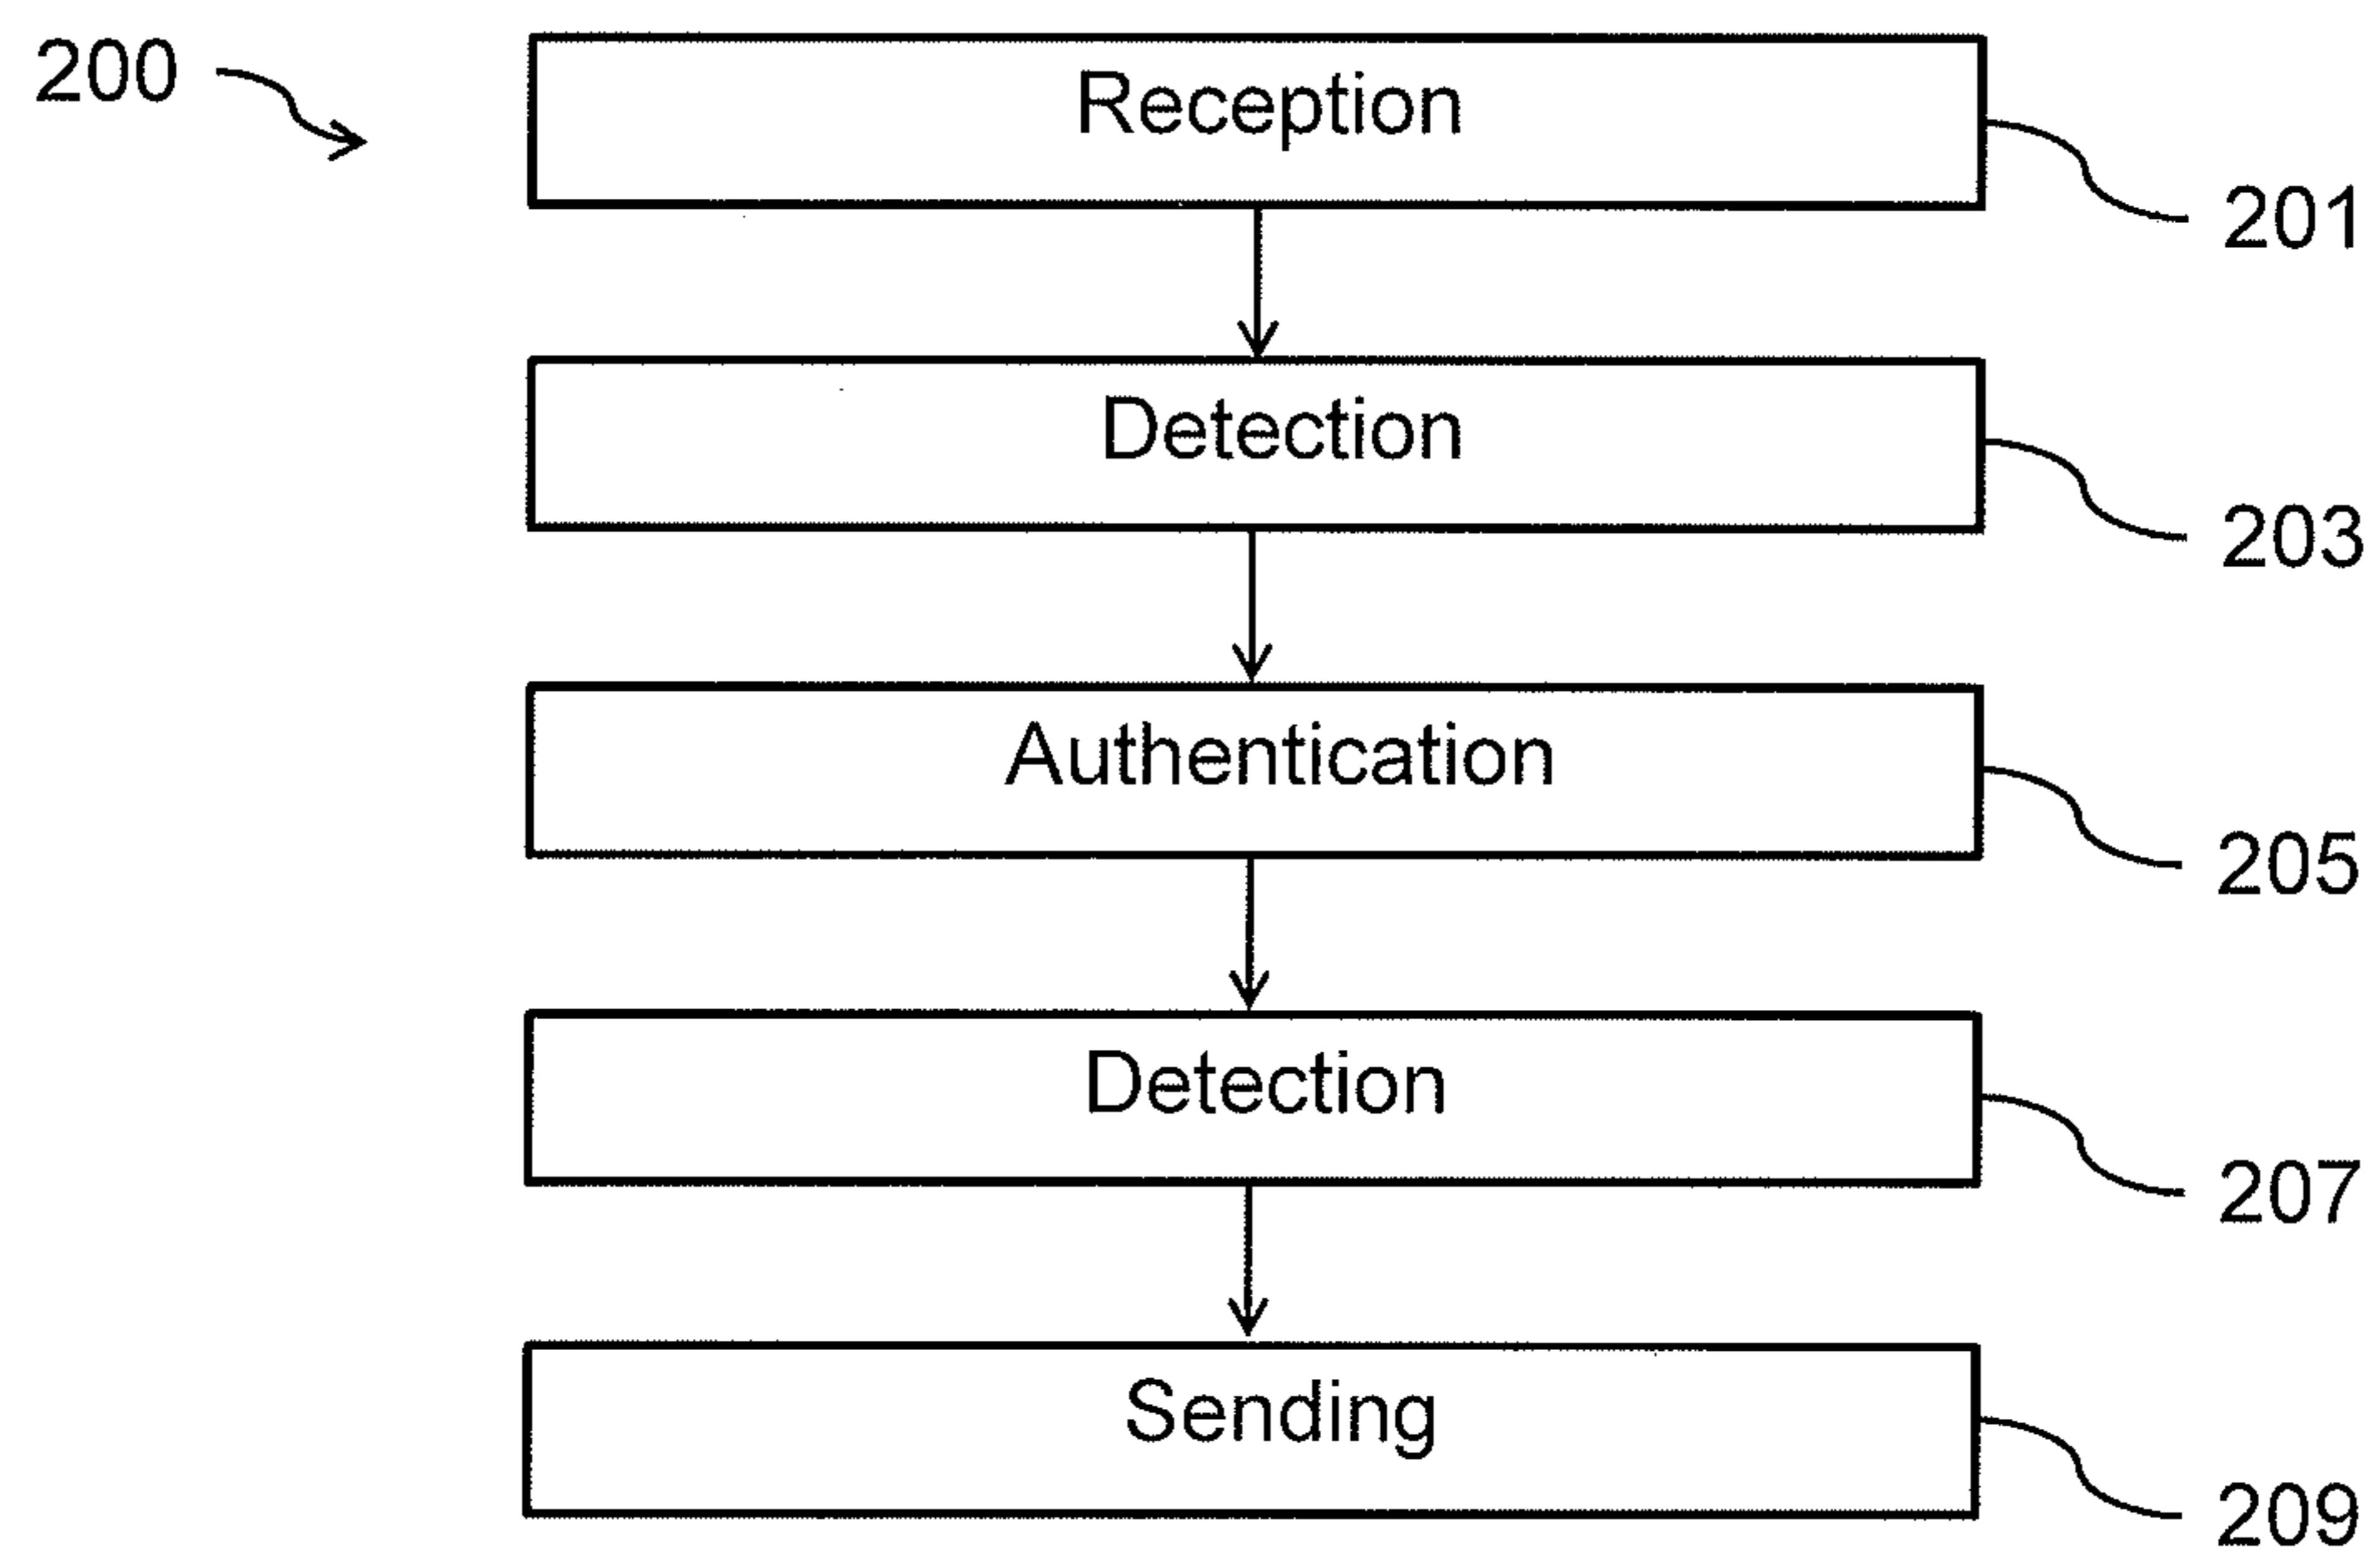 200
Reception
201
Detection
203
Authentication
205
Detection
207
Sending
209